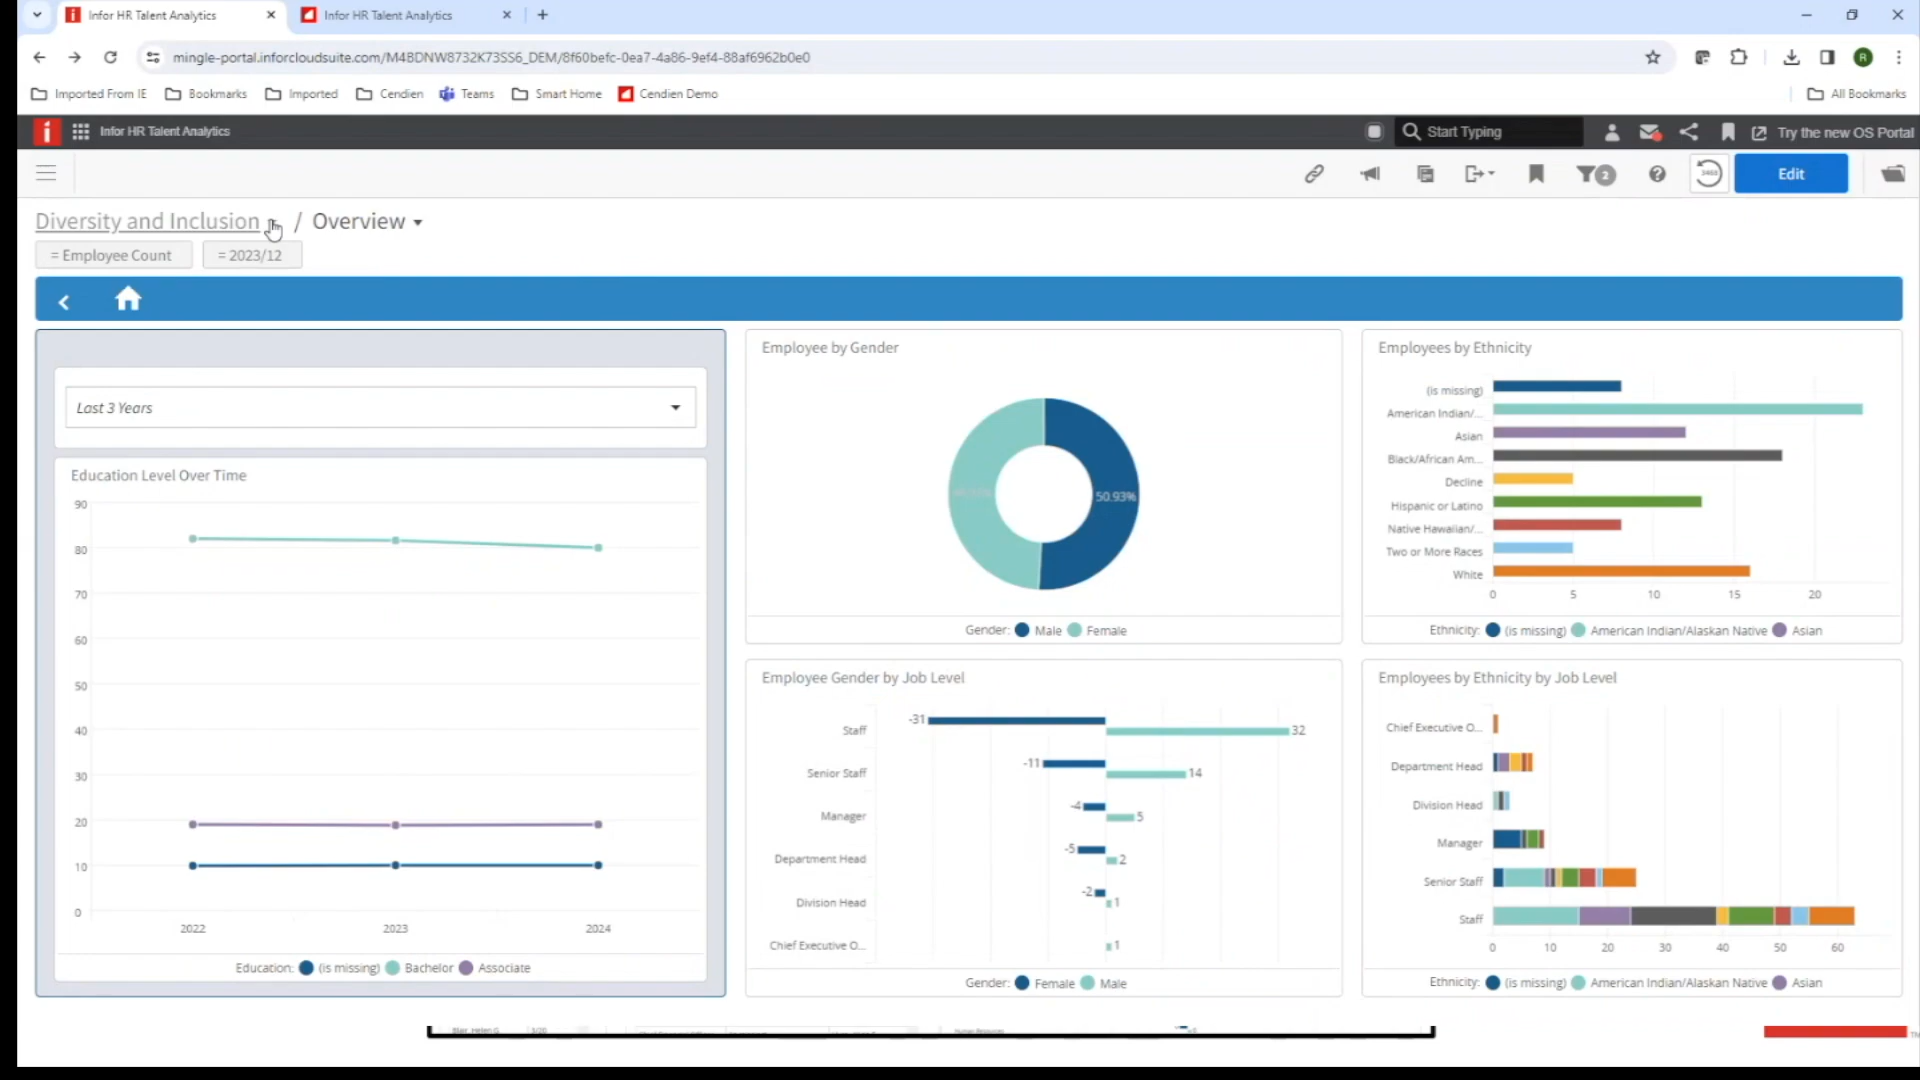 Infor HR Talent Analytics
Infor HR Talent Analytics
mingle-portal.inforcloudsuite.com/M4BDNW8732K73SS6_DEM/8f60befc-0ea7-4a86-9ef4-88af6962b0e0
R
Imported From IE Bookmarks Imported Cendien Teams Smart Home Cendien Demo All Bookmarks
Infor HR Talent Analytics Start Typing Try the new OS Portal
2 Edit
Diversity and Inclusion / Overview
= Employee Count = 2023/12
Last 3 Years
Education Level Over Time
90
80
70
60
50
40
30
20
10
0
2022 2023 2024
Education: (is missing) Bachelor Associate
Employee by Gender
50.93%
Gender: Male Female
Employees by Ethnicity
(is missing)
American Indian/...
Asian
Black/African Am...
Decline
Hispanic or Latino
Native Hawaiian/...
Two or More Races
White
0 5 10 15 20
Ethnicity: (is missing) American Indian/Alaskan Native Asian
Employee Gender by Job Level
Staff -31 32
Senior Staff -11 14
Manager -4 5
Department Head -5 2
Division Head -2 1
Chief Executive O... 1
Gender: Female Male
Employees by Ethnicity by Job Level
Chief Executive O...
Department Head
Division Head
Manager
Senior Staff
Staff
0 10 20 30 40 50 60
Ethnicity: (is missing) American Indian/Alaskan Native Asian